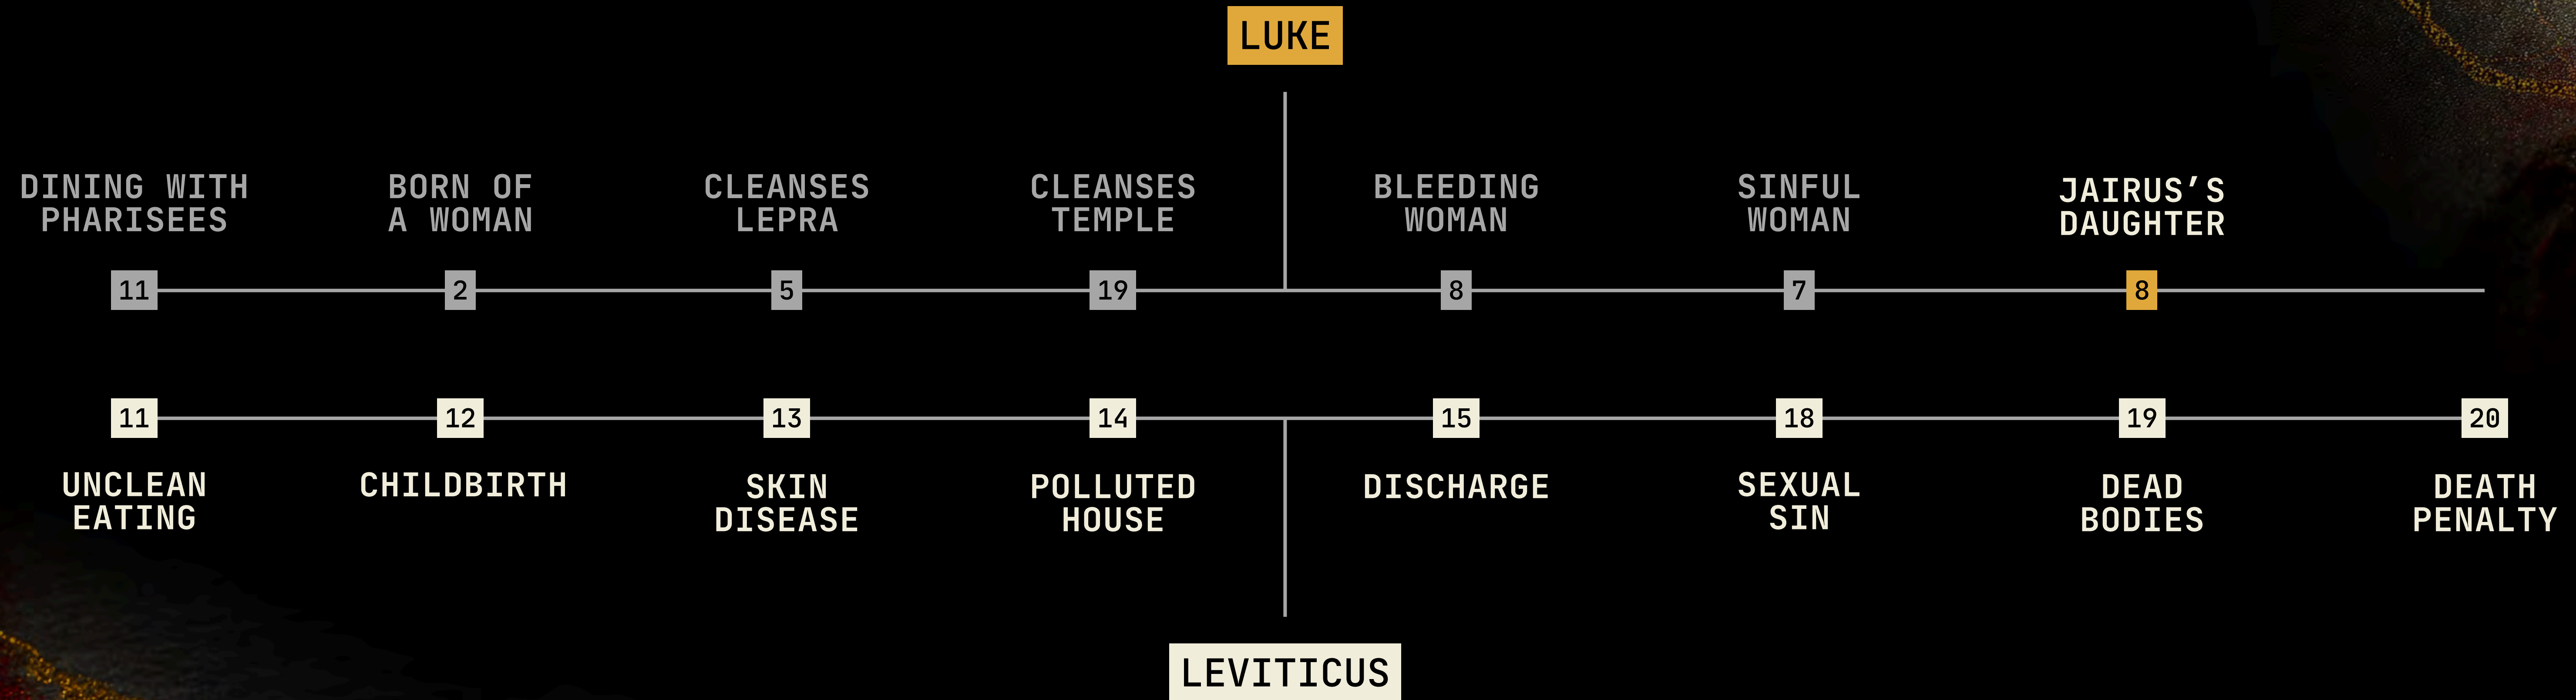 LUKE
DINING WITH
PHARISEES
BORN OF
A WOMAN
CLEANSES
LEPRA
CLEANSES
TEMPLE
BLEEDING
WOMAN
SINFUL
WOMAN
JAIRUS’S
DAUGHTER
11 2 5 19 8 7 8
11 12 13 14 15 18 19 20
UNCLEAN
EATING
CHILDBIRTH
SKIN
DISEASE
POLLUTED
HOUSE
DISCHARGE
SEXUAL
SIN
DEAD
BODIES
DEATH
PENALTY
LEVITICUS